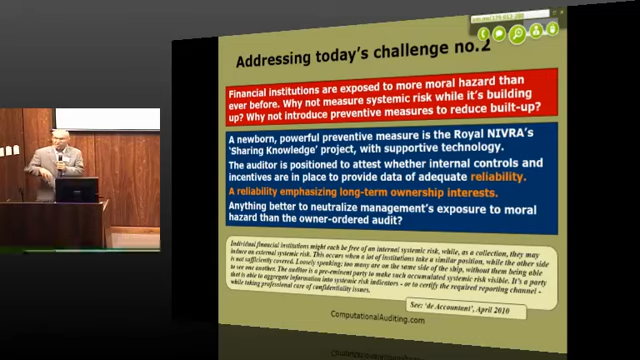 Addressing today's challenge no.2
Financial institutions are exposed to more moral hazard than
ever before. Why not measure systemic risk while it's building
up? Why not introduce preventive measures to reduce built-up?
A newborn, powerful preventive measure is the Royal NIVRA's
'Sharing Knowledge' project, with supportive technology.
The auditor is positioned to attest whether internal controls and
incentives are in place to provide data of adequate reliability.
A reliability emphasizing long-term ownership interests.
Anything better to neutralize management's exposure to moral
hazard than the owner-ordered audit?
Individual financial institutions might each be free of an internal systemic risk, while, as a collection, they may
induce an external systemic risk. This occurs when a lot of institutions take a similar position, while the other side
is not sufficiently covered. Loosely speaking: too many are on the same side of the ship, without them being able
to see one another. The auditor is a pre-eminent party to make such accumulated systemic risk visible. It's a party
that is able to aggregate information into systemic risk indicators - or to certify the required reporting channel -
while taking professional care of confidentiality issues.
See: 'de Accountant', April 2010
ComputationalAuditing.com